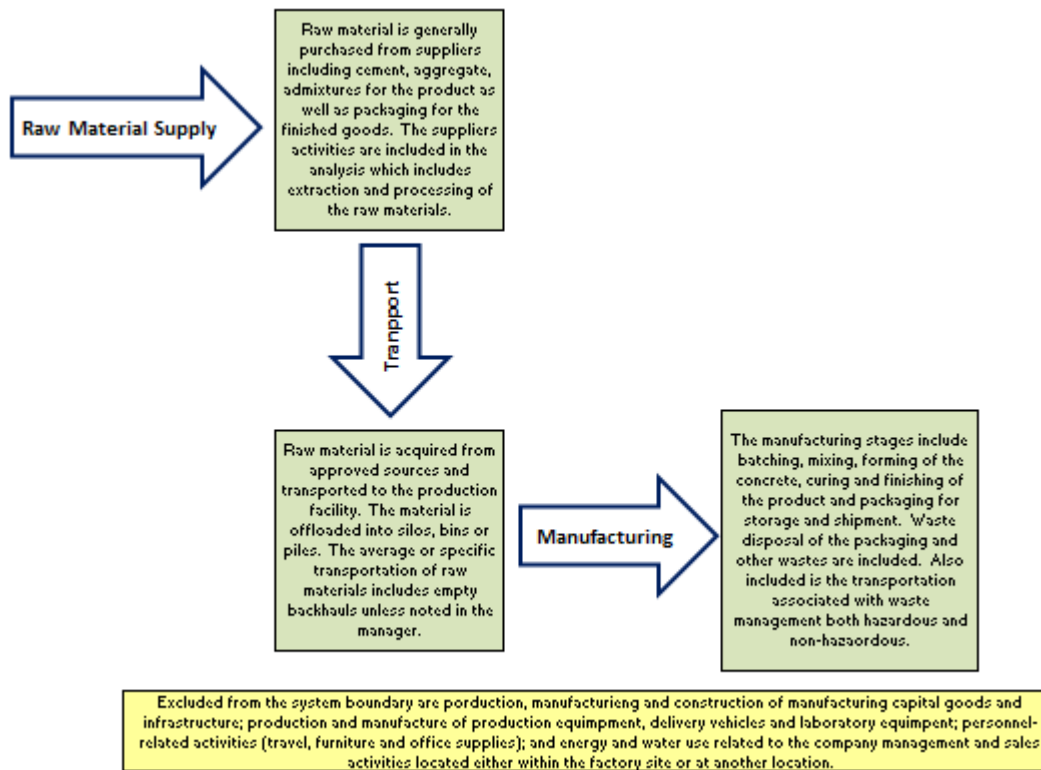 Raw Material Supply
Raw material is generally
purchased from suppliers
including cement, aggregate,
admixtures for the product as
well as packaging for the
finished goods. The suppliers
activities are included in the
analysis which includes
extraction and processing of
the raw materials.
Tranpport
Raw material is acquired from
approved sources and
transported to the production
facility. The material is
offloaded into silos, bins or
piles. The average or specific
transportation of raw
materials includes empty
backhauls unless noted in the
manager.
Manufacturing
The manufacturing stages include
batching, mixing, forming of the
concrete, curing and finishing of
the product and packaging for
storage and shipment. Waste
disposal of the packaging and
other wastes are included. Also
included is the transportation
associated with waste
management both hazardous and
non-hazaordous.
Excluded from the system boundary are porduction, manufacturieng and construction of manufacturing capital goods and
infrastructure; production and manufacture of production equimpment, delivery vehicles and laboratory equimpent; personnel-
related activities (travel, furniture and office supplies); and energy and water use related to the company management and sales
activities located either within the factory site or at another location.